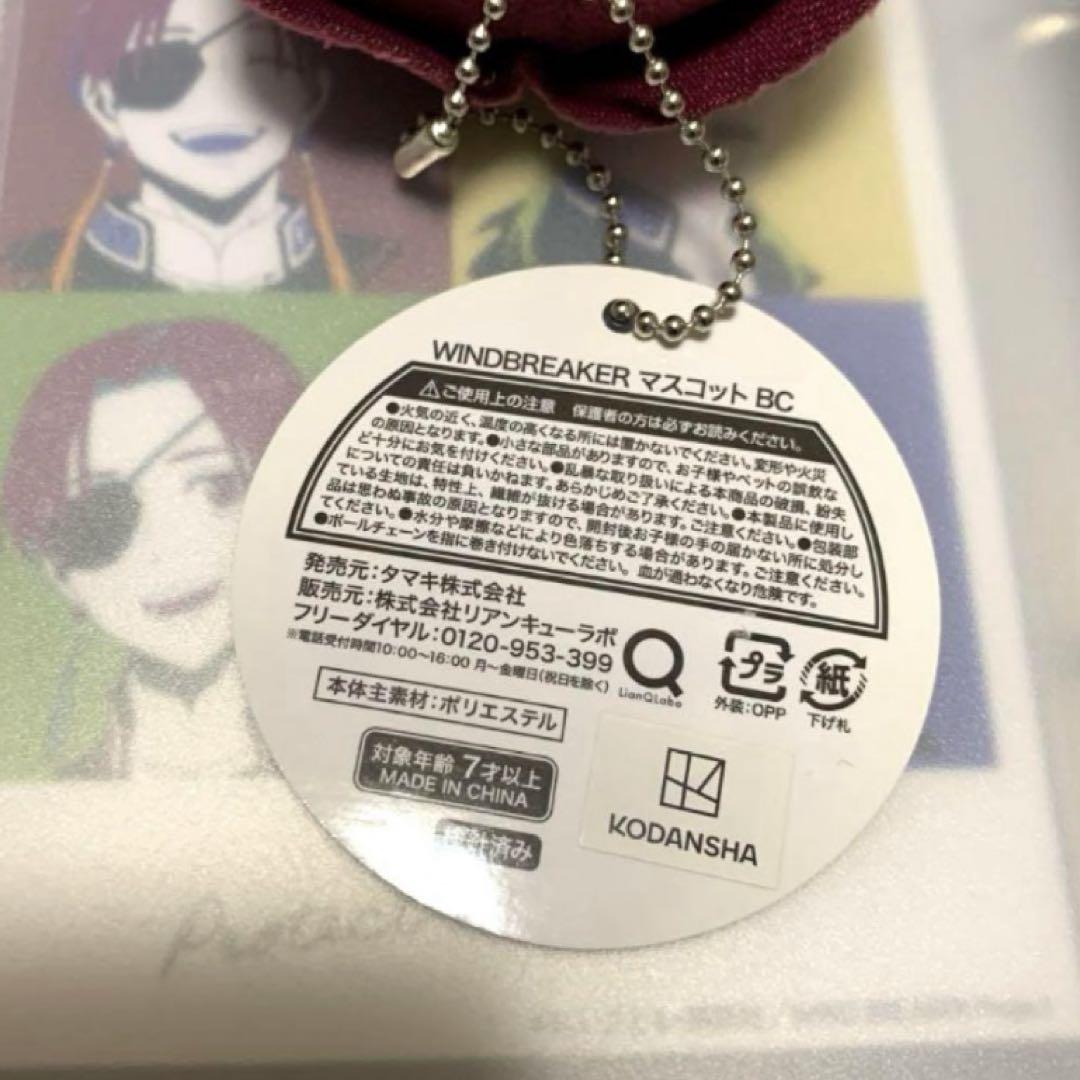 WINDBREAKER マスコット BC
⚠ご使用上の注意 保護者の方は必ずお読みください。
●火気の近く、温度の高くなる所には置かないでください。変形や火災
の原因となります。●小さな部品がありますので、お子様やペットの誤飲な
ど十分にお気を付けください。●乱暴な取り扱いによる本商品の破損、紛失
についての責任は負いかねます。あらかじめご了承ください。●本製品に使用し
ている生地は、特性上、繊維が抜ける場合があります。ご注意ください。●包装部
品は思わぬ事故の原因となりますので、開封後お子様の手の届かない所に処分し
てください。●水分や摩擦などにより色落ちする場合があります。ご注意ください。
●ボールチェーンを指に巻き付けないでください。血が通わなくなり危険です。
発売元:タマキ株式会社
販売元:株式会社リアンキューラボ
フリーダイヤル:0120-953-399
※電話受付時間10:00~16:00 月~金曜日(祝日を除く)
LianQLabo
プラ
外装:OPP
紙
下げ札
本体主素材:ポリエステル
対象年齢 7才以上
MADE IN CHINA
検針済み
KODANSHA